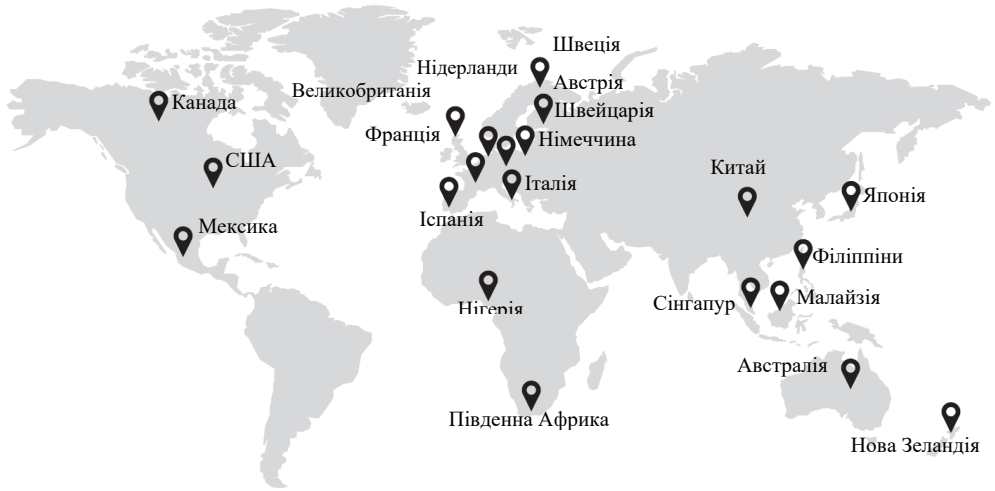 Швеція
Нідерланди
Австрія
Великобританія
Канада
Швейцарія
Франція
Німеччина
США
Китай
Італія
Японія
Іспанія
Мексика
Філіппіни
Нігерія
Сінгапур
Малайзія
Австралія
Південна Африка
Нова Зеландія